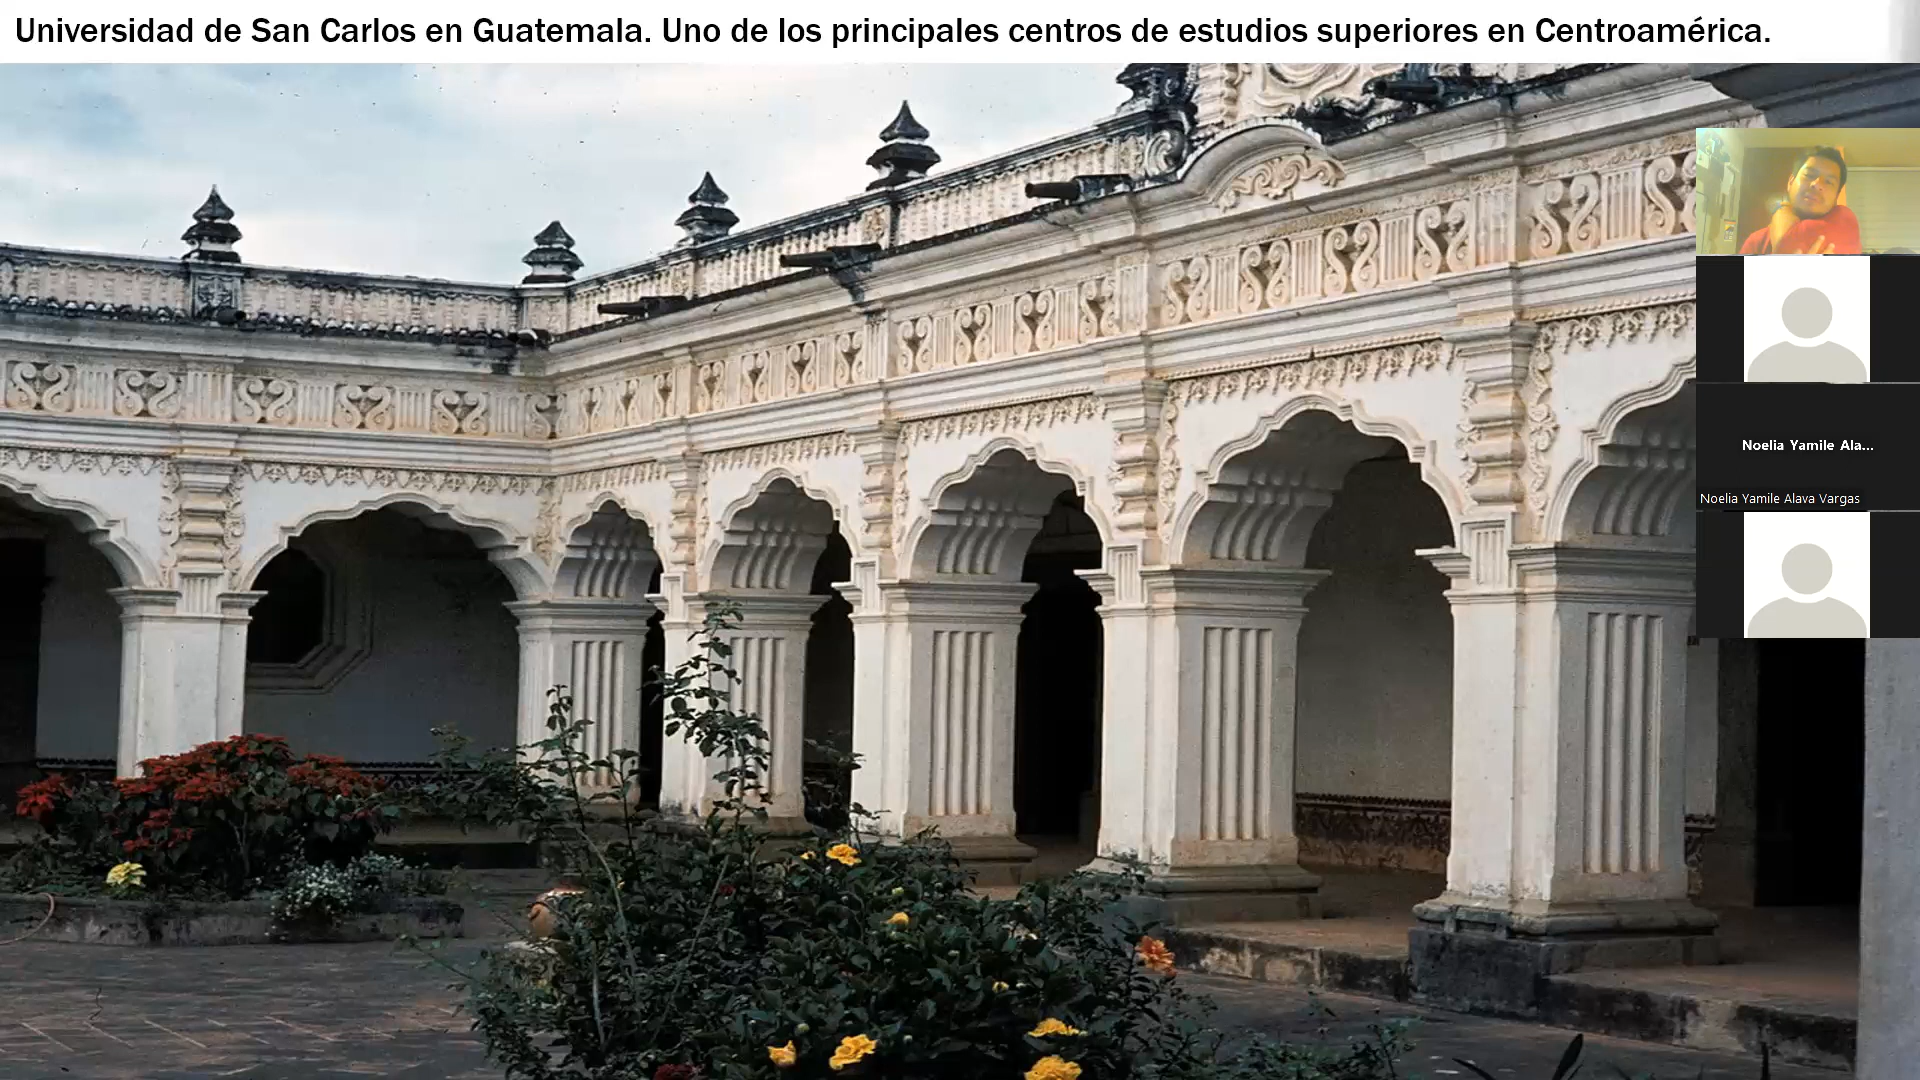 Universidad de San Carlos en Guatemala. Uno de los principales centros de estudios superiores en Centroamérica.
Noelia Yamile Ala...
Noelia Yamile Alava Vargas